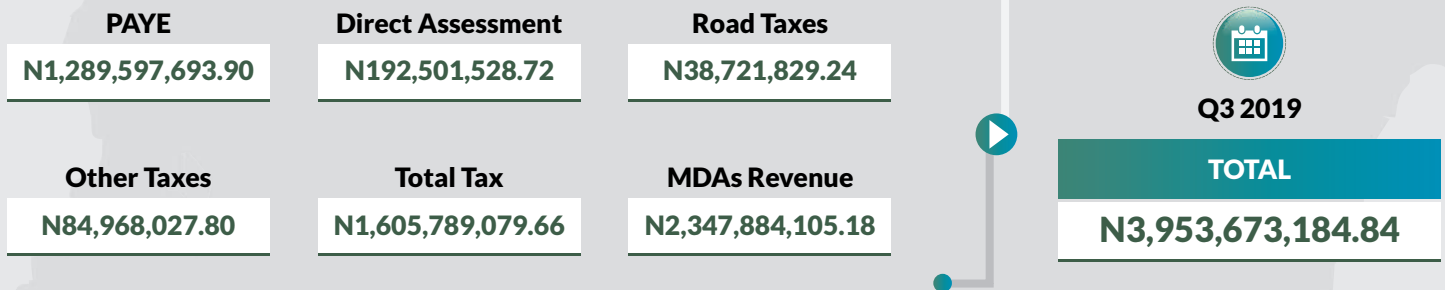 PAYE
N1,289,597,693.90
Direct Assessment
N192,501,528.72
Road Taxes
N38,721,829.24
Other Taxes
N84,968,027.80
Total Tax
N1,605,789,079.66
MDAs Revenue
N2,347,884,105.18
Q3 2019
TOTAL
N3,953,673,184.84